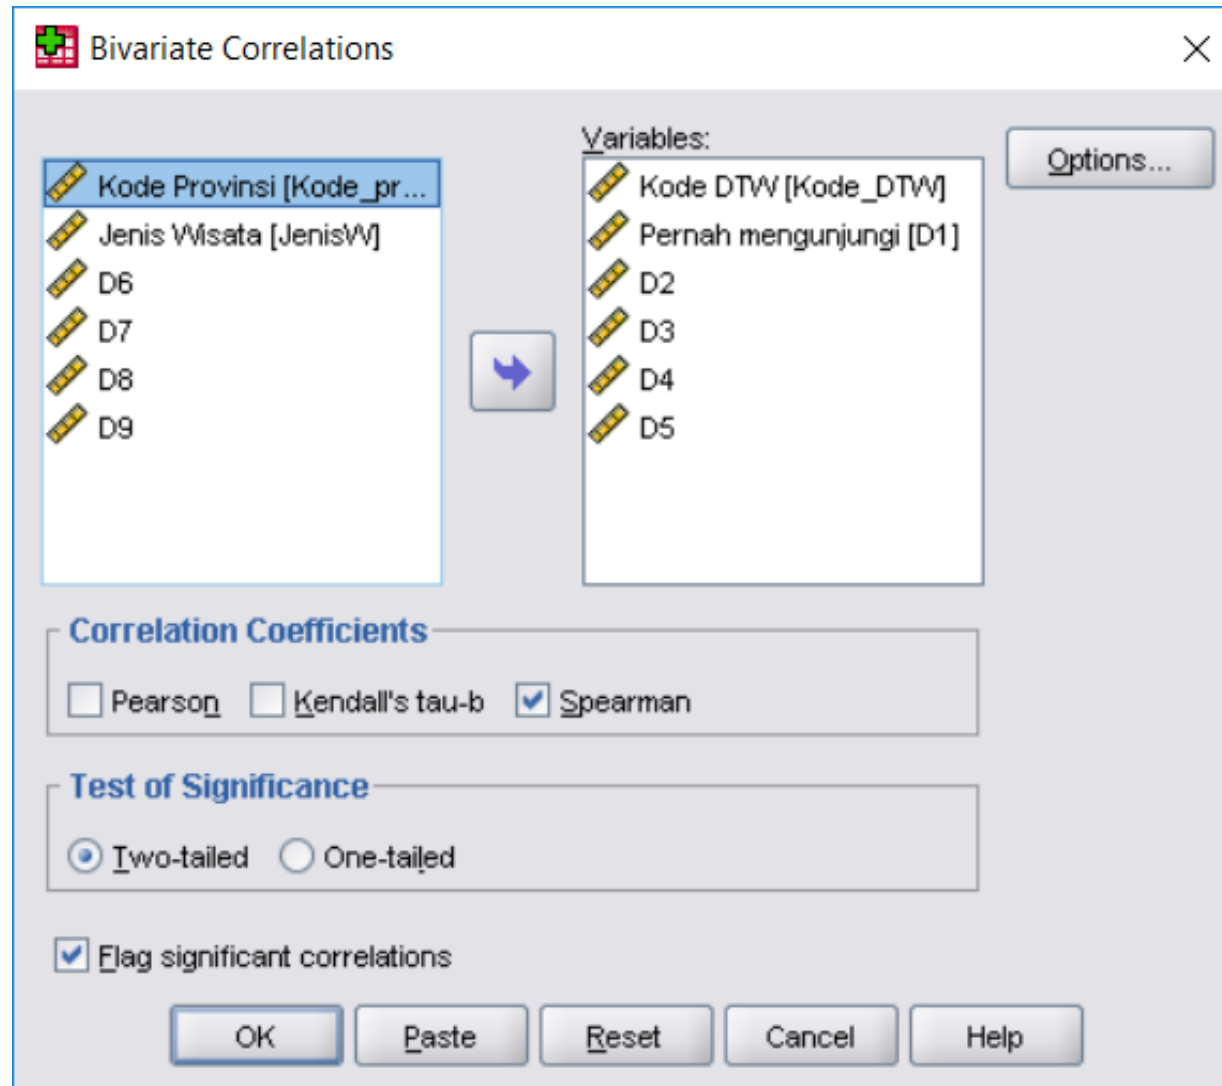 Bivariate Correlations
Variables:
Kode Provinsi [Kode_pr...
Jenis Wisata [JenisW]
D6
D7
D8
D9
Kode DTW [Kode_DTW]
Pernah mengunjungi [D1]
D2
D3
D4
D5
Options...
Correlation Coefficients
Pearson Kendall's tau-b Spearman
Test of Significance
Two-tailed One-tailed
Flag significant correlations
OK Paste Reset Cancel Help